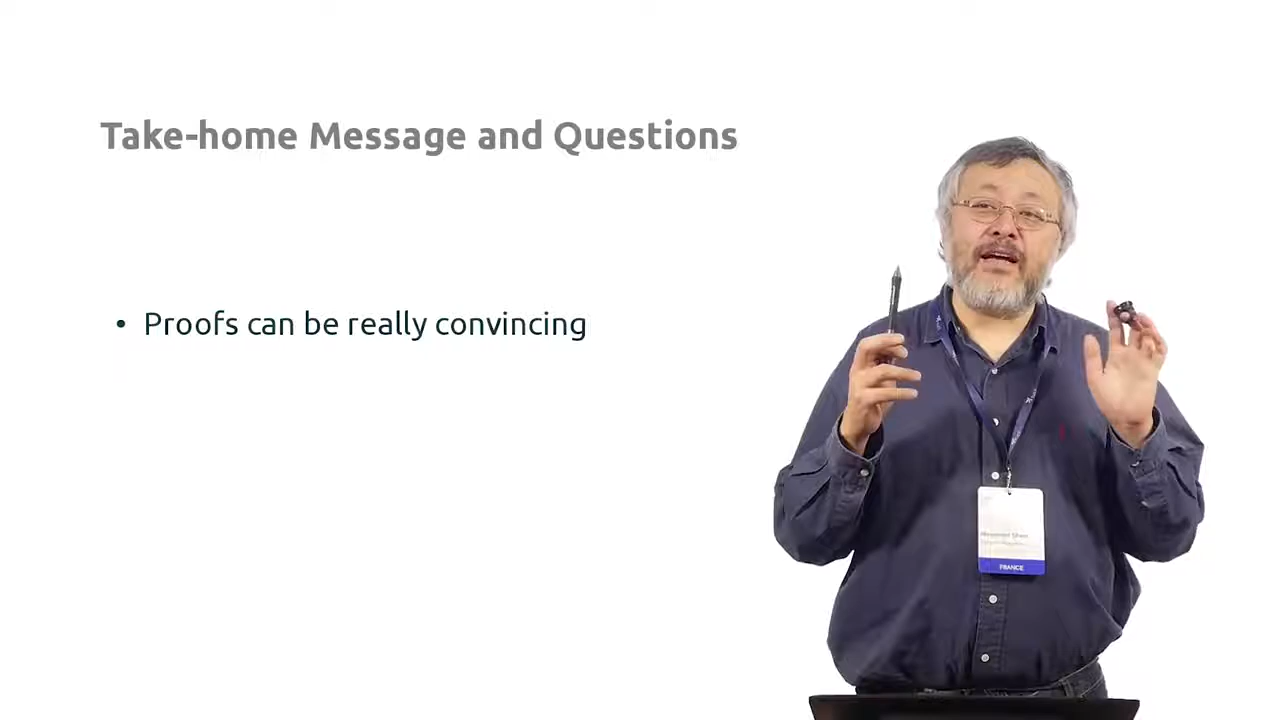 Take-home Message and Questions
• Proofs can be really convincing
FRANCE